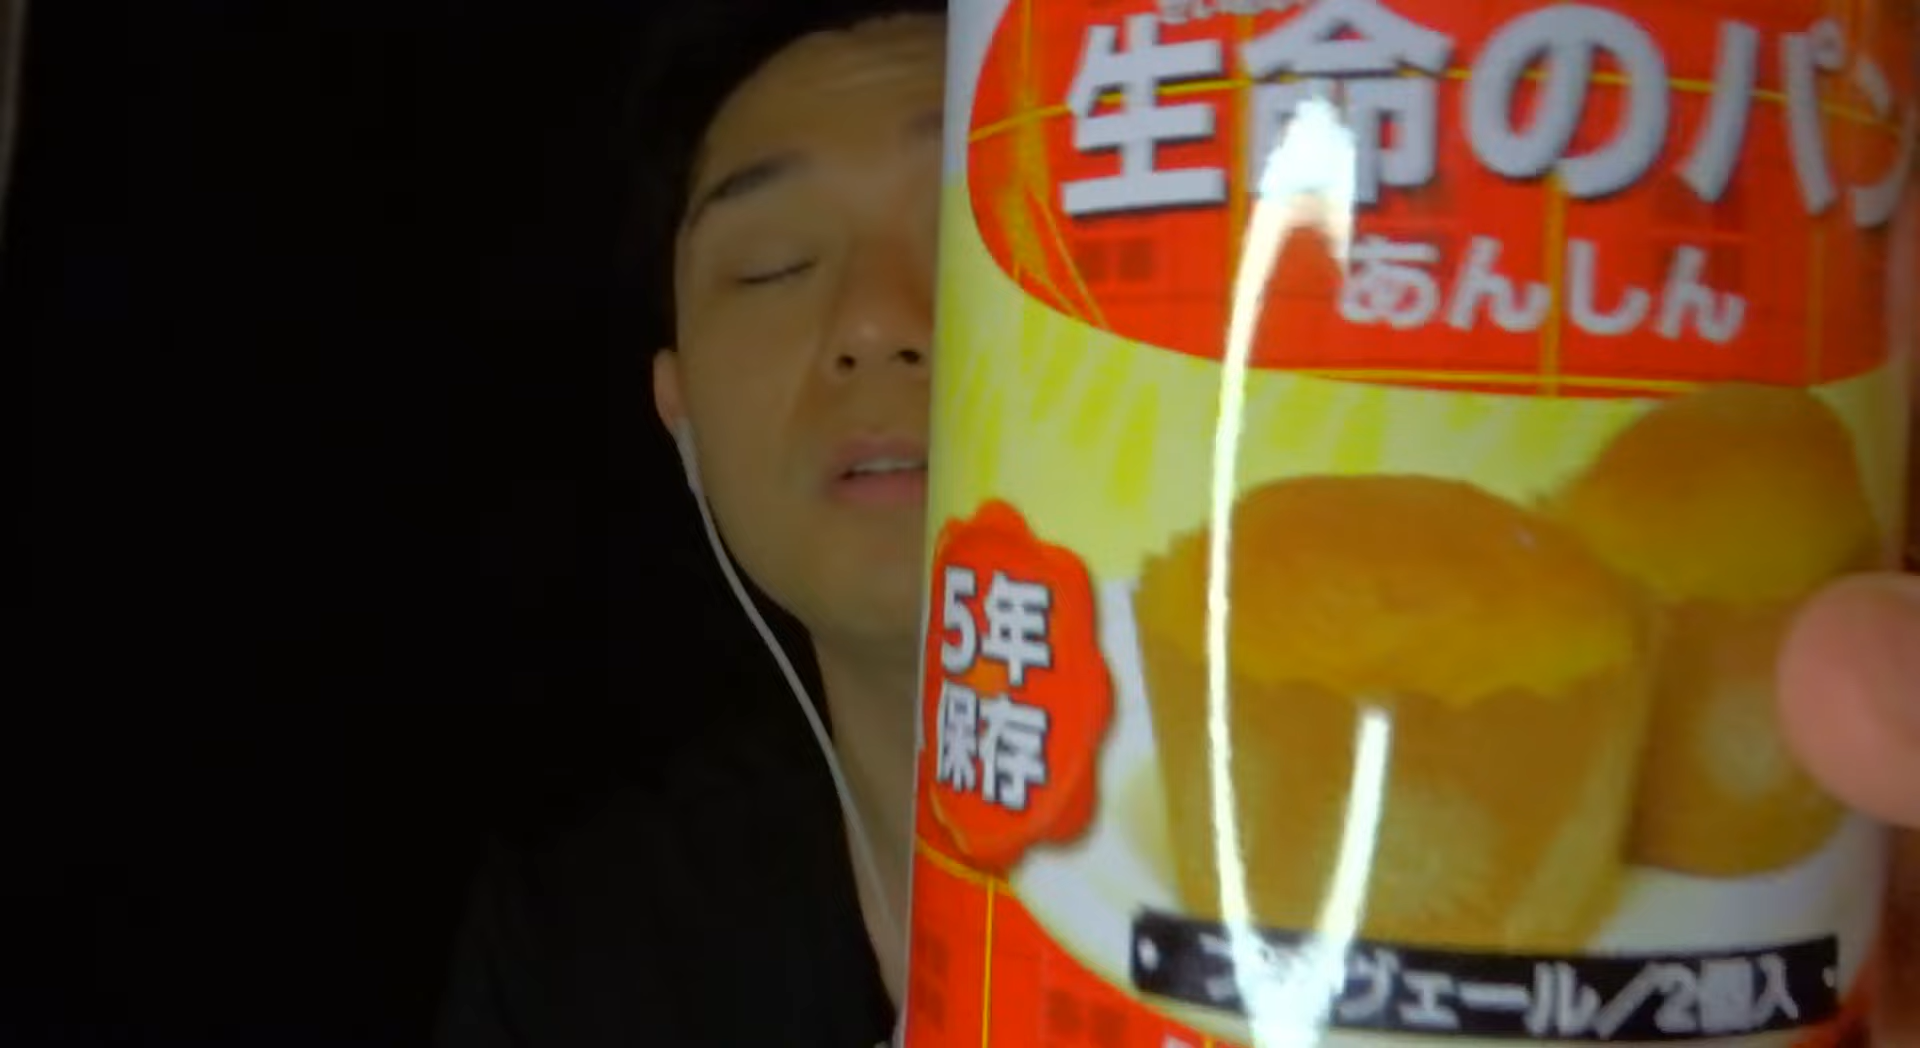 生命のパン
あんしん
5年
保存
ヴェール/2個入